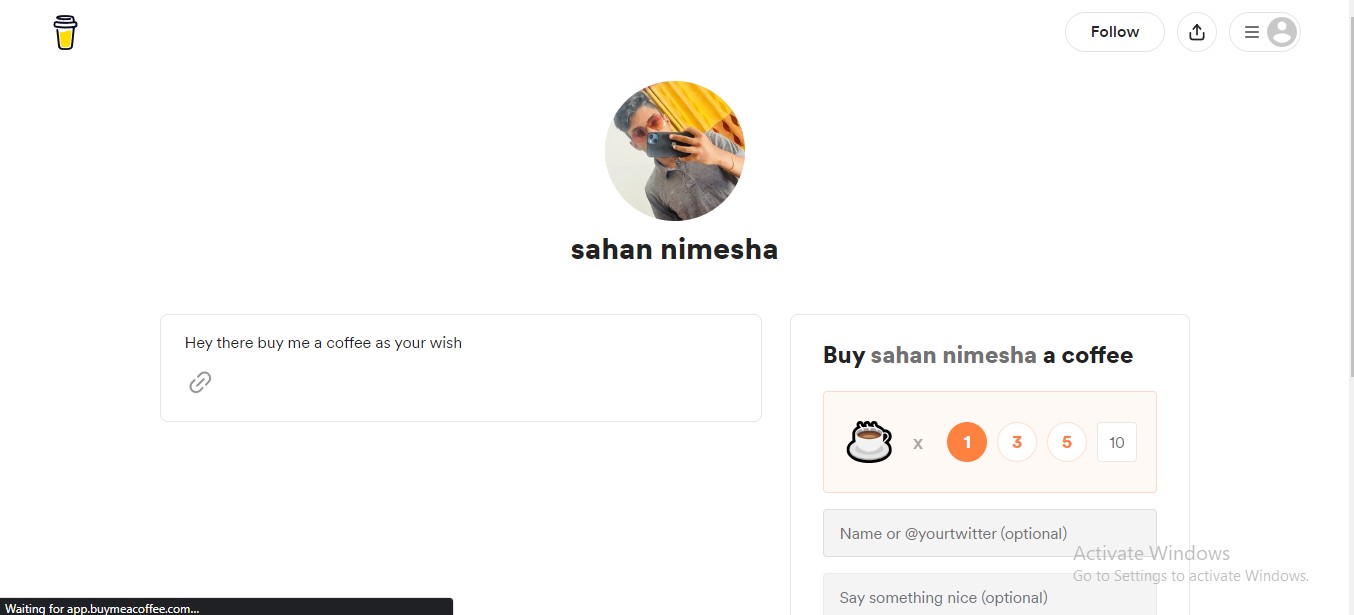 Follow
sahan nimesha
Hey there buy me a coffee as your wish
Buy sahan nimesha a coffee
x 1 3 5 10
Name or @yourtwitter (optional)
Say something nice (optional)
Activate Windows
Go to Settings to activate Windows.
Waiting for app.buymeacoffee.com...